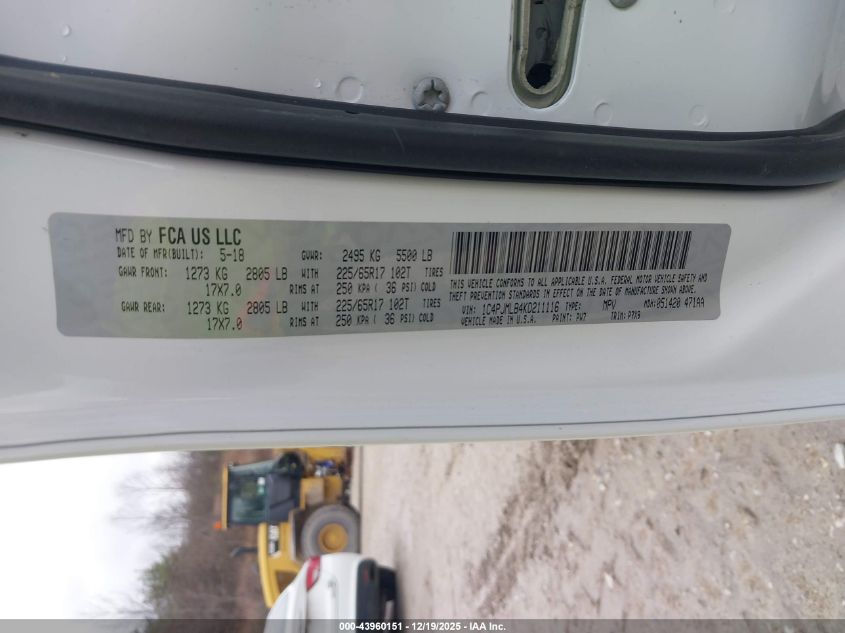 MFD BY FCA US LLC
DATE OF MFR(BUILT): 5-18 GVWR: 2495 KG 5500 LB
GAWR FRONT: 1273 KG 2805 LB WITH 225/65R17 102T TIRES
17X7.0 RIMS AT 250 KPA ( 36 PSI) COLD
GAWR REAR: 1273 KG 2805 LB WITH 225/65R17 102T TIRES
17X7.0 RIMS AT 250 KPA ( 36 PSI) COLD
THIS VEHICLE CONFORMS TO ALL APPLICABLE U.S.A. FEDERAL MOTOR VEHICLE SAFETY AND
THEFT PREVENTION STANDARDS IN EFFECT ON THE DATE OF MANUFACTURE SHOWN ABOVE.
VIN: 1C4PJMLB4KD211116 TYPE: MPV MDH: 051420 471AA
VEHICLE MADE IN U.S.A. PAINT: PW7 TRIM: P7X9
000-43960151 - 12/19/2025 - IAA Inc.